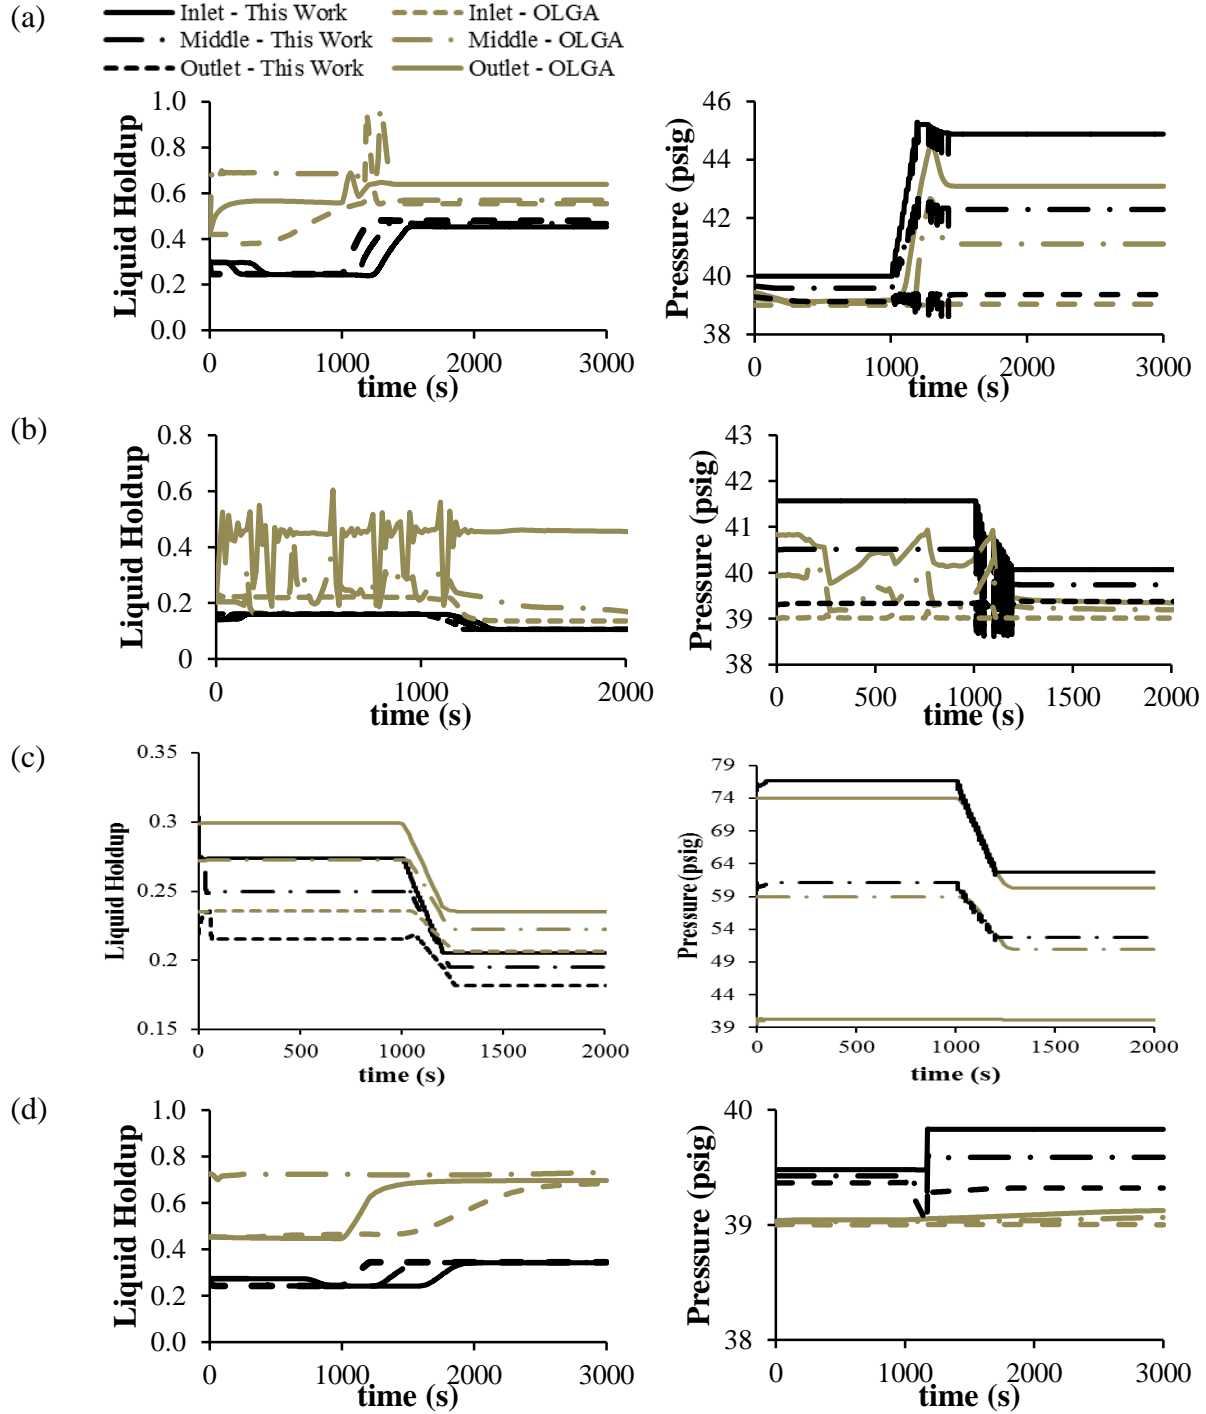 (a)
Inlet - This Work Inlet - OLGA
Middle - This Work Middle - OLGA
Outlet - This Work Outlet - OLGA
Liquid Holdup
1.0
0.8
0.6
0.4
0.2
0.0
0 1000 2000 3000
time (s)
Pressure (psig)
46
44
42
40
38
0 1000 2000 3000
time (s)
(b)
Liquid Holdup
0.8
0.6
0.4
0.2
0
0 1000 2000
time (s)
Pressure (psig)
43
42
41
40
39
38
0 500 1000 1500 2000
time (s)
(c)
Liquid Holdup
0.35
0.3
0.25
0.2
0.15
0 500 1000 1500 2000
time (s)
Pressure (psig)
79
74
69
64
59
54
49
44
39
0 500 1000 1500 2000
time (s)
(d)
Liquid Holdup
1.0
0.8
0.6
0.4
0.2
0.0
0 1000 2000 3000
time (s)
Pressure (psig)
40
39
38
0 1000 2000 3000
time (s)